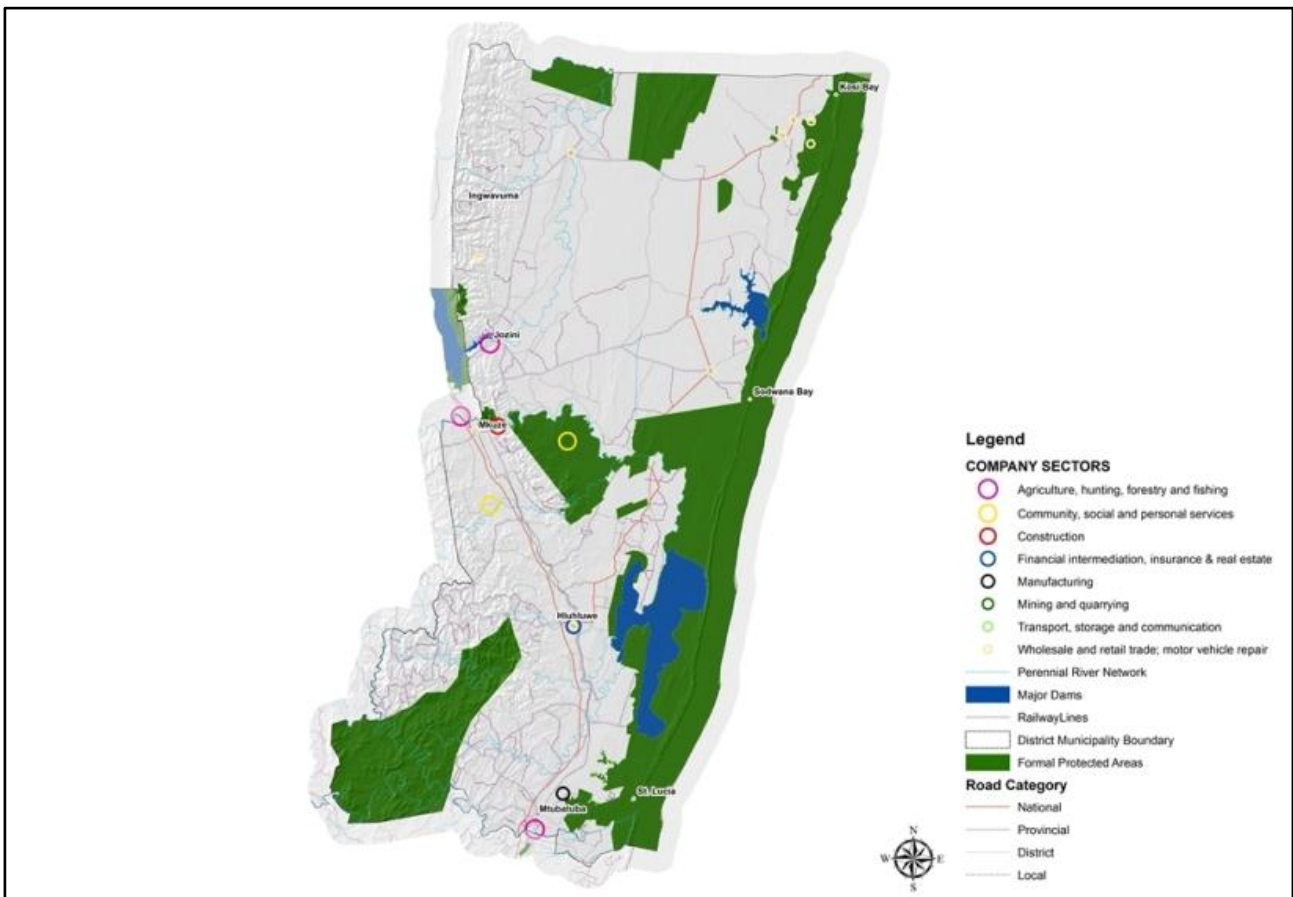 Kosi Bay
Ingwavuma
Jozini
Sodwana Bay
Mkuze
Hluhluwe
St. Lucia
Mtubatuba
Legend
COMPANY SECTORS
Agriculture, hunting, forestry and fishing
Community, social and personal services
Construction
Financial intermediation, insurance & real estate
Manufacturing
Mining and quarrying
Transport, storage and communication
Wholesale and retail trade; motor vehicle repair
Perennial River Network
Major Dams
RailwayLines
District Municipality Boundary
Formal Protected Areas
Road Category
National
Provincial
District
Local
N
W E
S